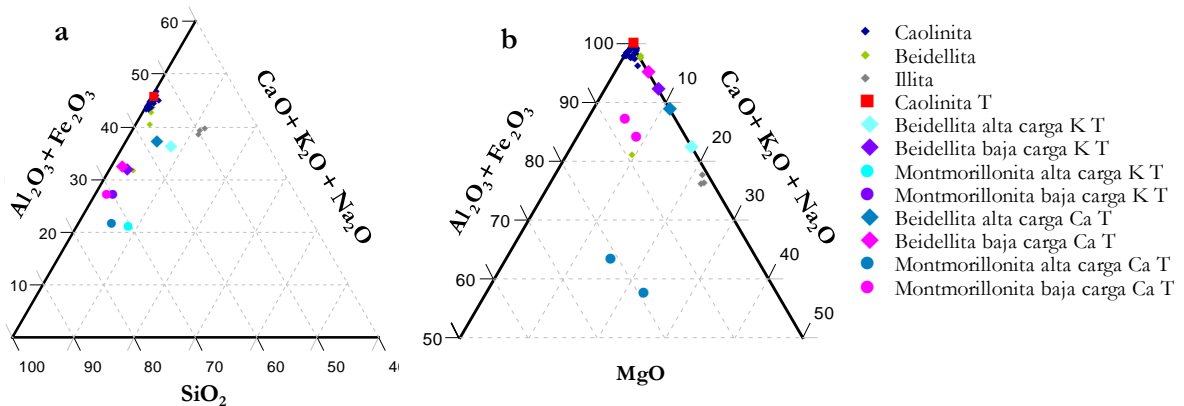 a
60
50
40
30
20
10
Al₂O₃+ Fe₂O₃
CaO+ K₂O + Na₂O
100 90 80 70 60 50 40
SiO₂
b
100
90
80
70
60
50
Al₂O₃+ Fe₂O₃
CaO+ K₂O + Na₂O
10
20
30
40
50
MgO
Caolinita
Beidellita
Illita
Caolinita T
Beidellita alta carga K T
Beidellita baja carga K T
Montmorillonita alta carga K T
Montmorillonita baja carga K T
Beidellita alta carga Ca T
Beidellita baja carga Ca T
Montmorillonita alta carga Ca T
Montmorillonita baja carga Ca T